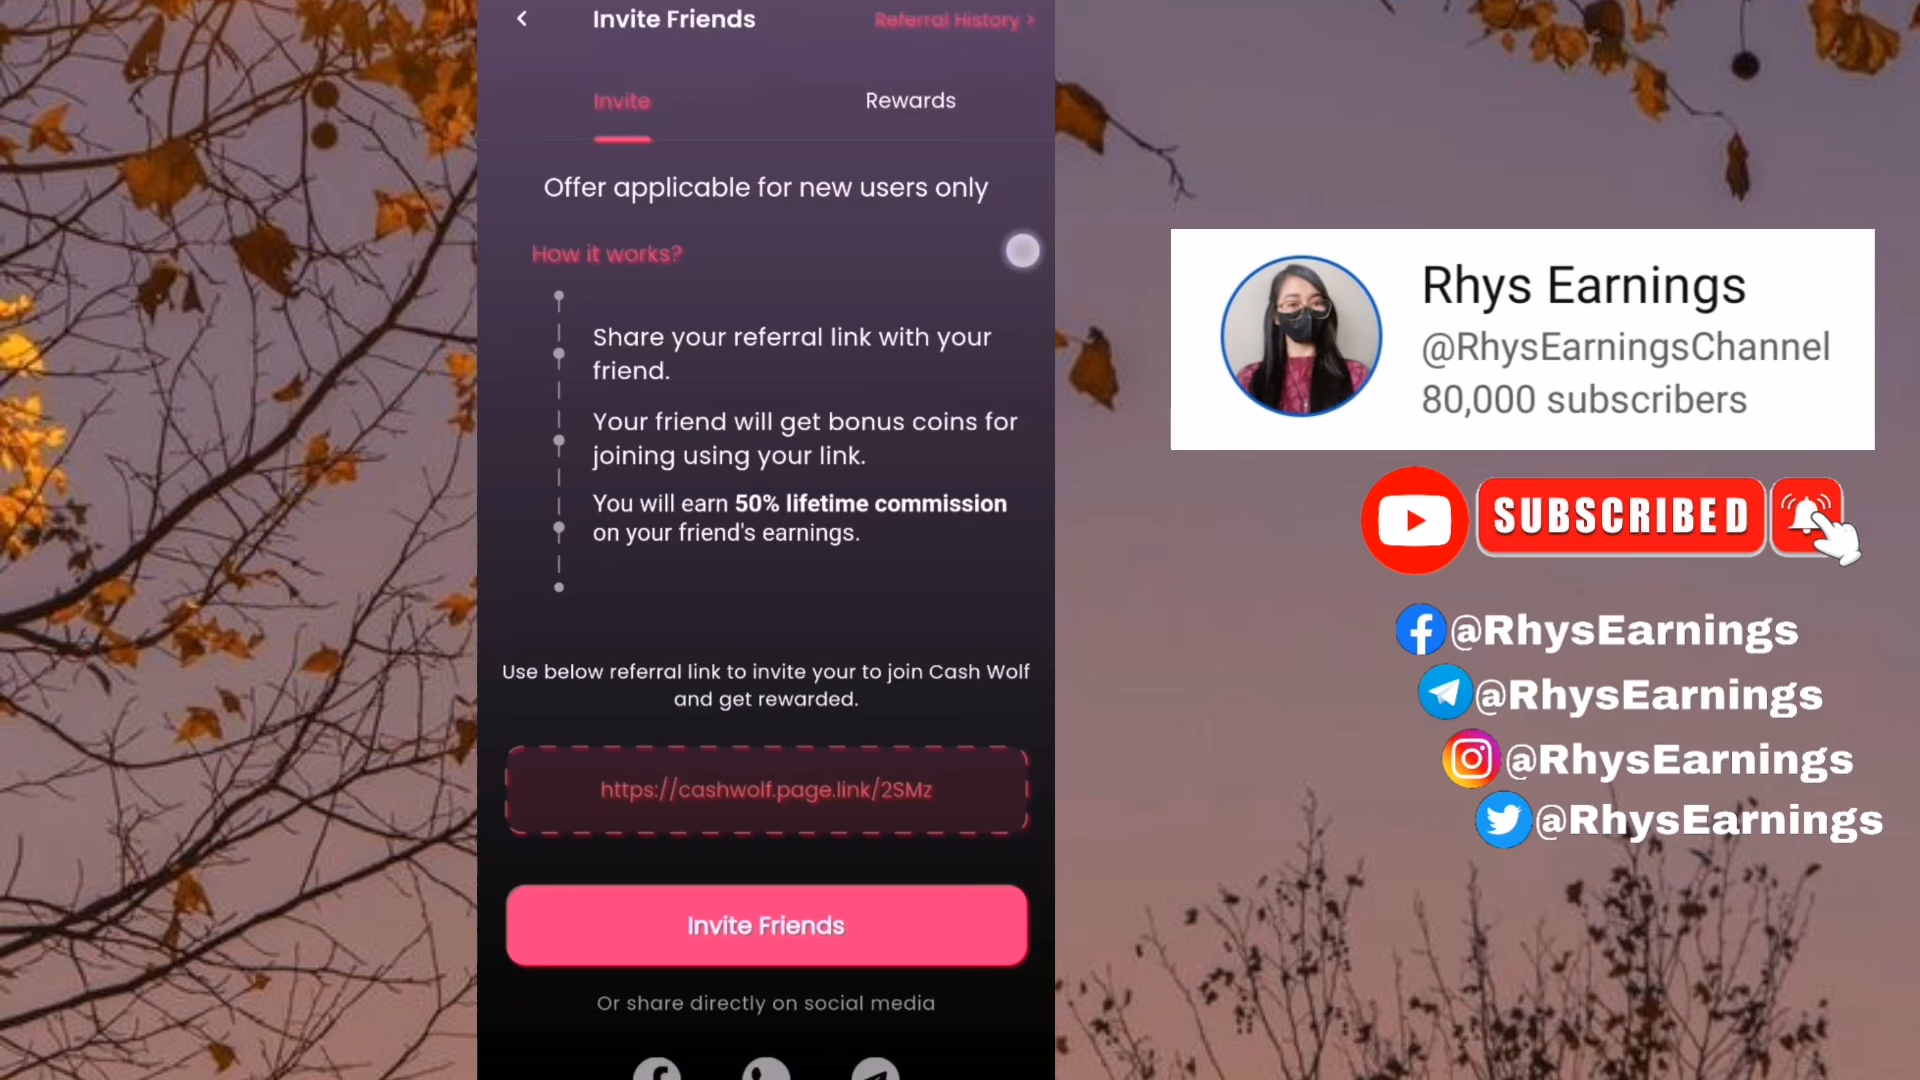 Invite Friends
Referral History >
Invite
Rewards
Offer applicable for new users only
How it works?
Share your referral link with your
friend.
Your friend will get bonus coins for
joining using your link.
You will earn 50% lifetime commission
on your friend's earnings.
Use below referral link to invite your to join Cash Wolf
and get rewarded.
https://cashwolf.page.link/2SMz
Invite Friends
Or share directly on social media
Rhys Earnings
@RhysEarningsChannel
80,000 subscribers
SUBSCRIBED
@RhysEarnings
@RhysEarnings
@RhysEarnings
@RhysEarnings